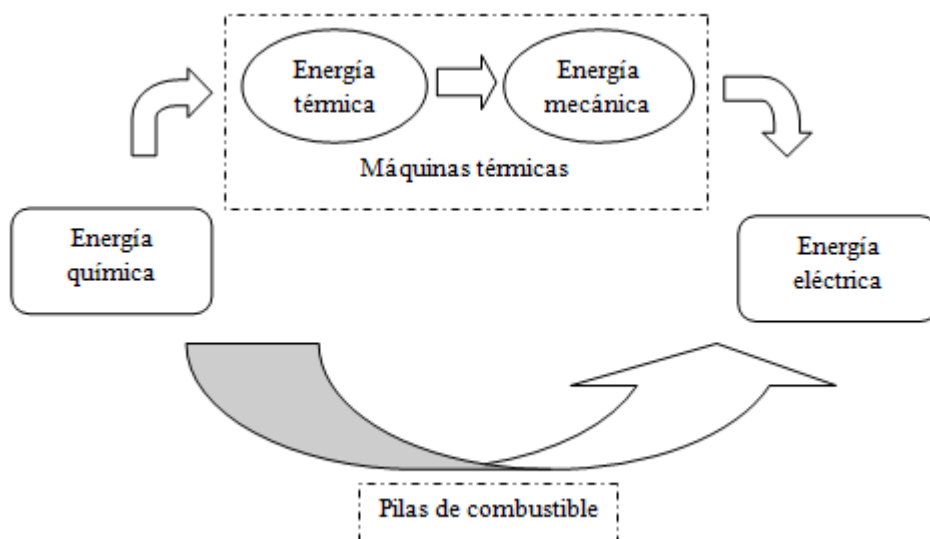 Energía
térmica
Energía
mecánica
Máquinas térmicas
Energía
química
Energía
eléctrica
Pilas de combustible